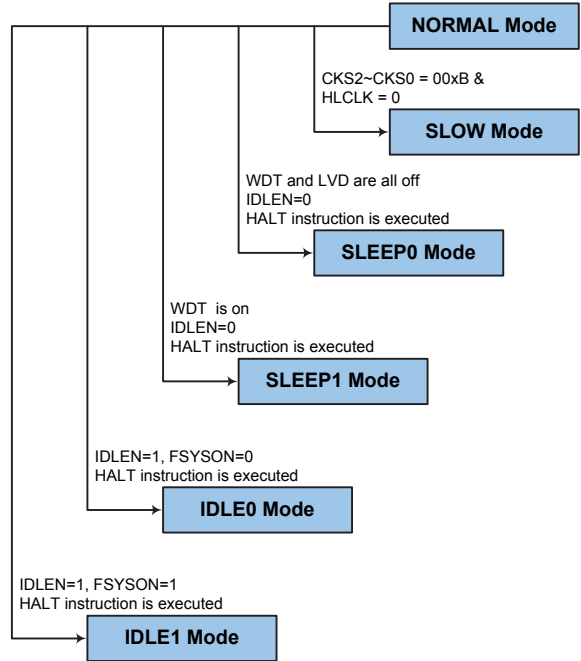 NORMAL Mode
CKS2~CKS0 = 00xB &
HLCLK = 0
SLOW Mode
WDT and LVD are all off
IDLEN=0
HALT instruction is executed
SLEEP0 Mode
WDT is on
IDLEN=0
HALT instruction is executed
SLEEP1 Mode
IDLEN=1, FSYSON=0
HALT instruction is executed
IDLE0 Mode
IDLEN=1, FSYSON=1
HALT instruction is executed
IDLE1 Mode